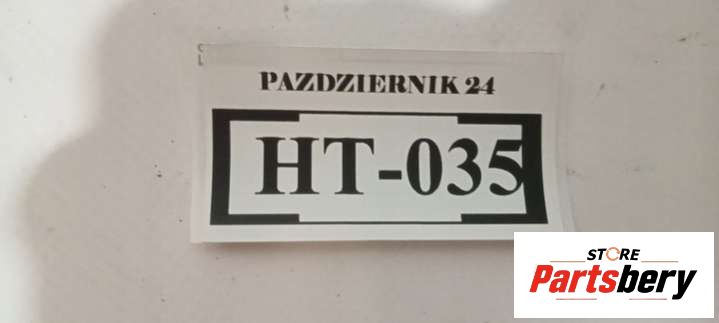 PAZDZIERNIK 24
HT-035
STORE
Partsbery